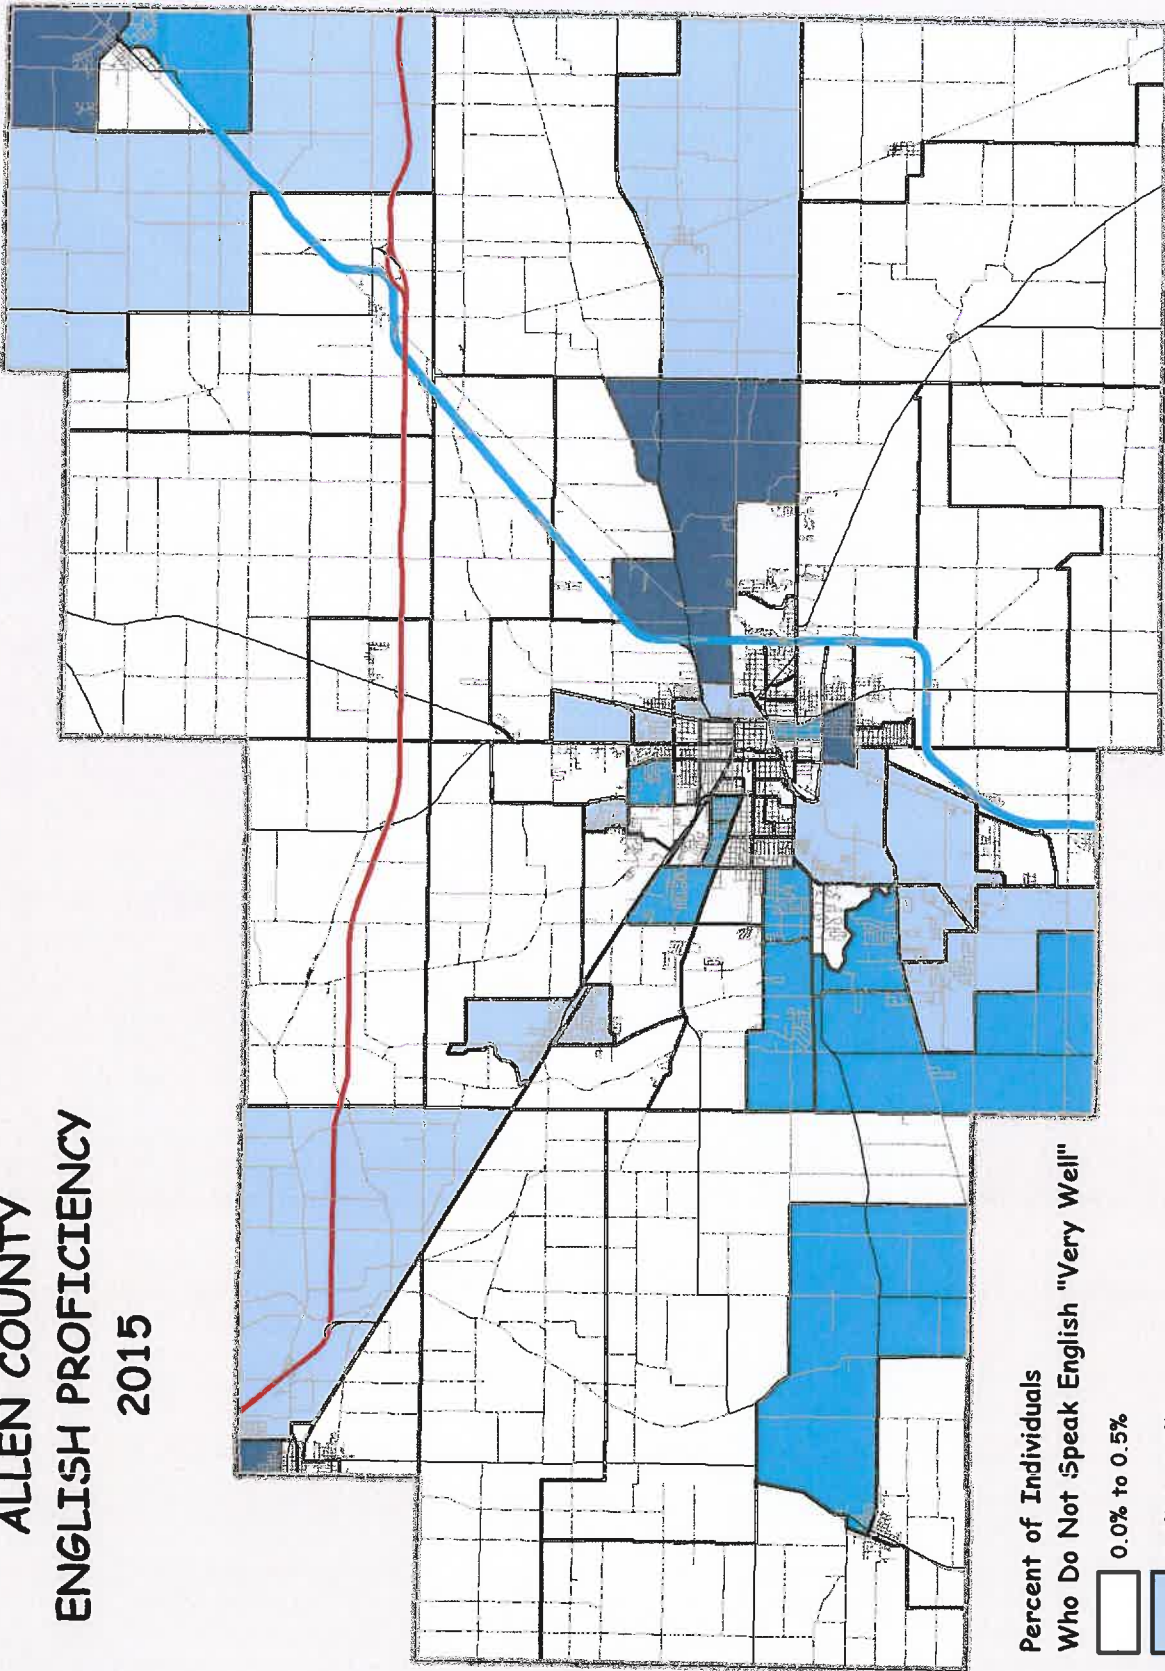 ALLEN COUNTY
ENGLISH PROFICIENCY
2015
Percent of Individuals
Who Do Not Speak English "Very Well"
0.0% to 0.5%